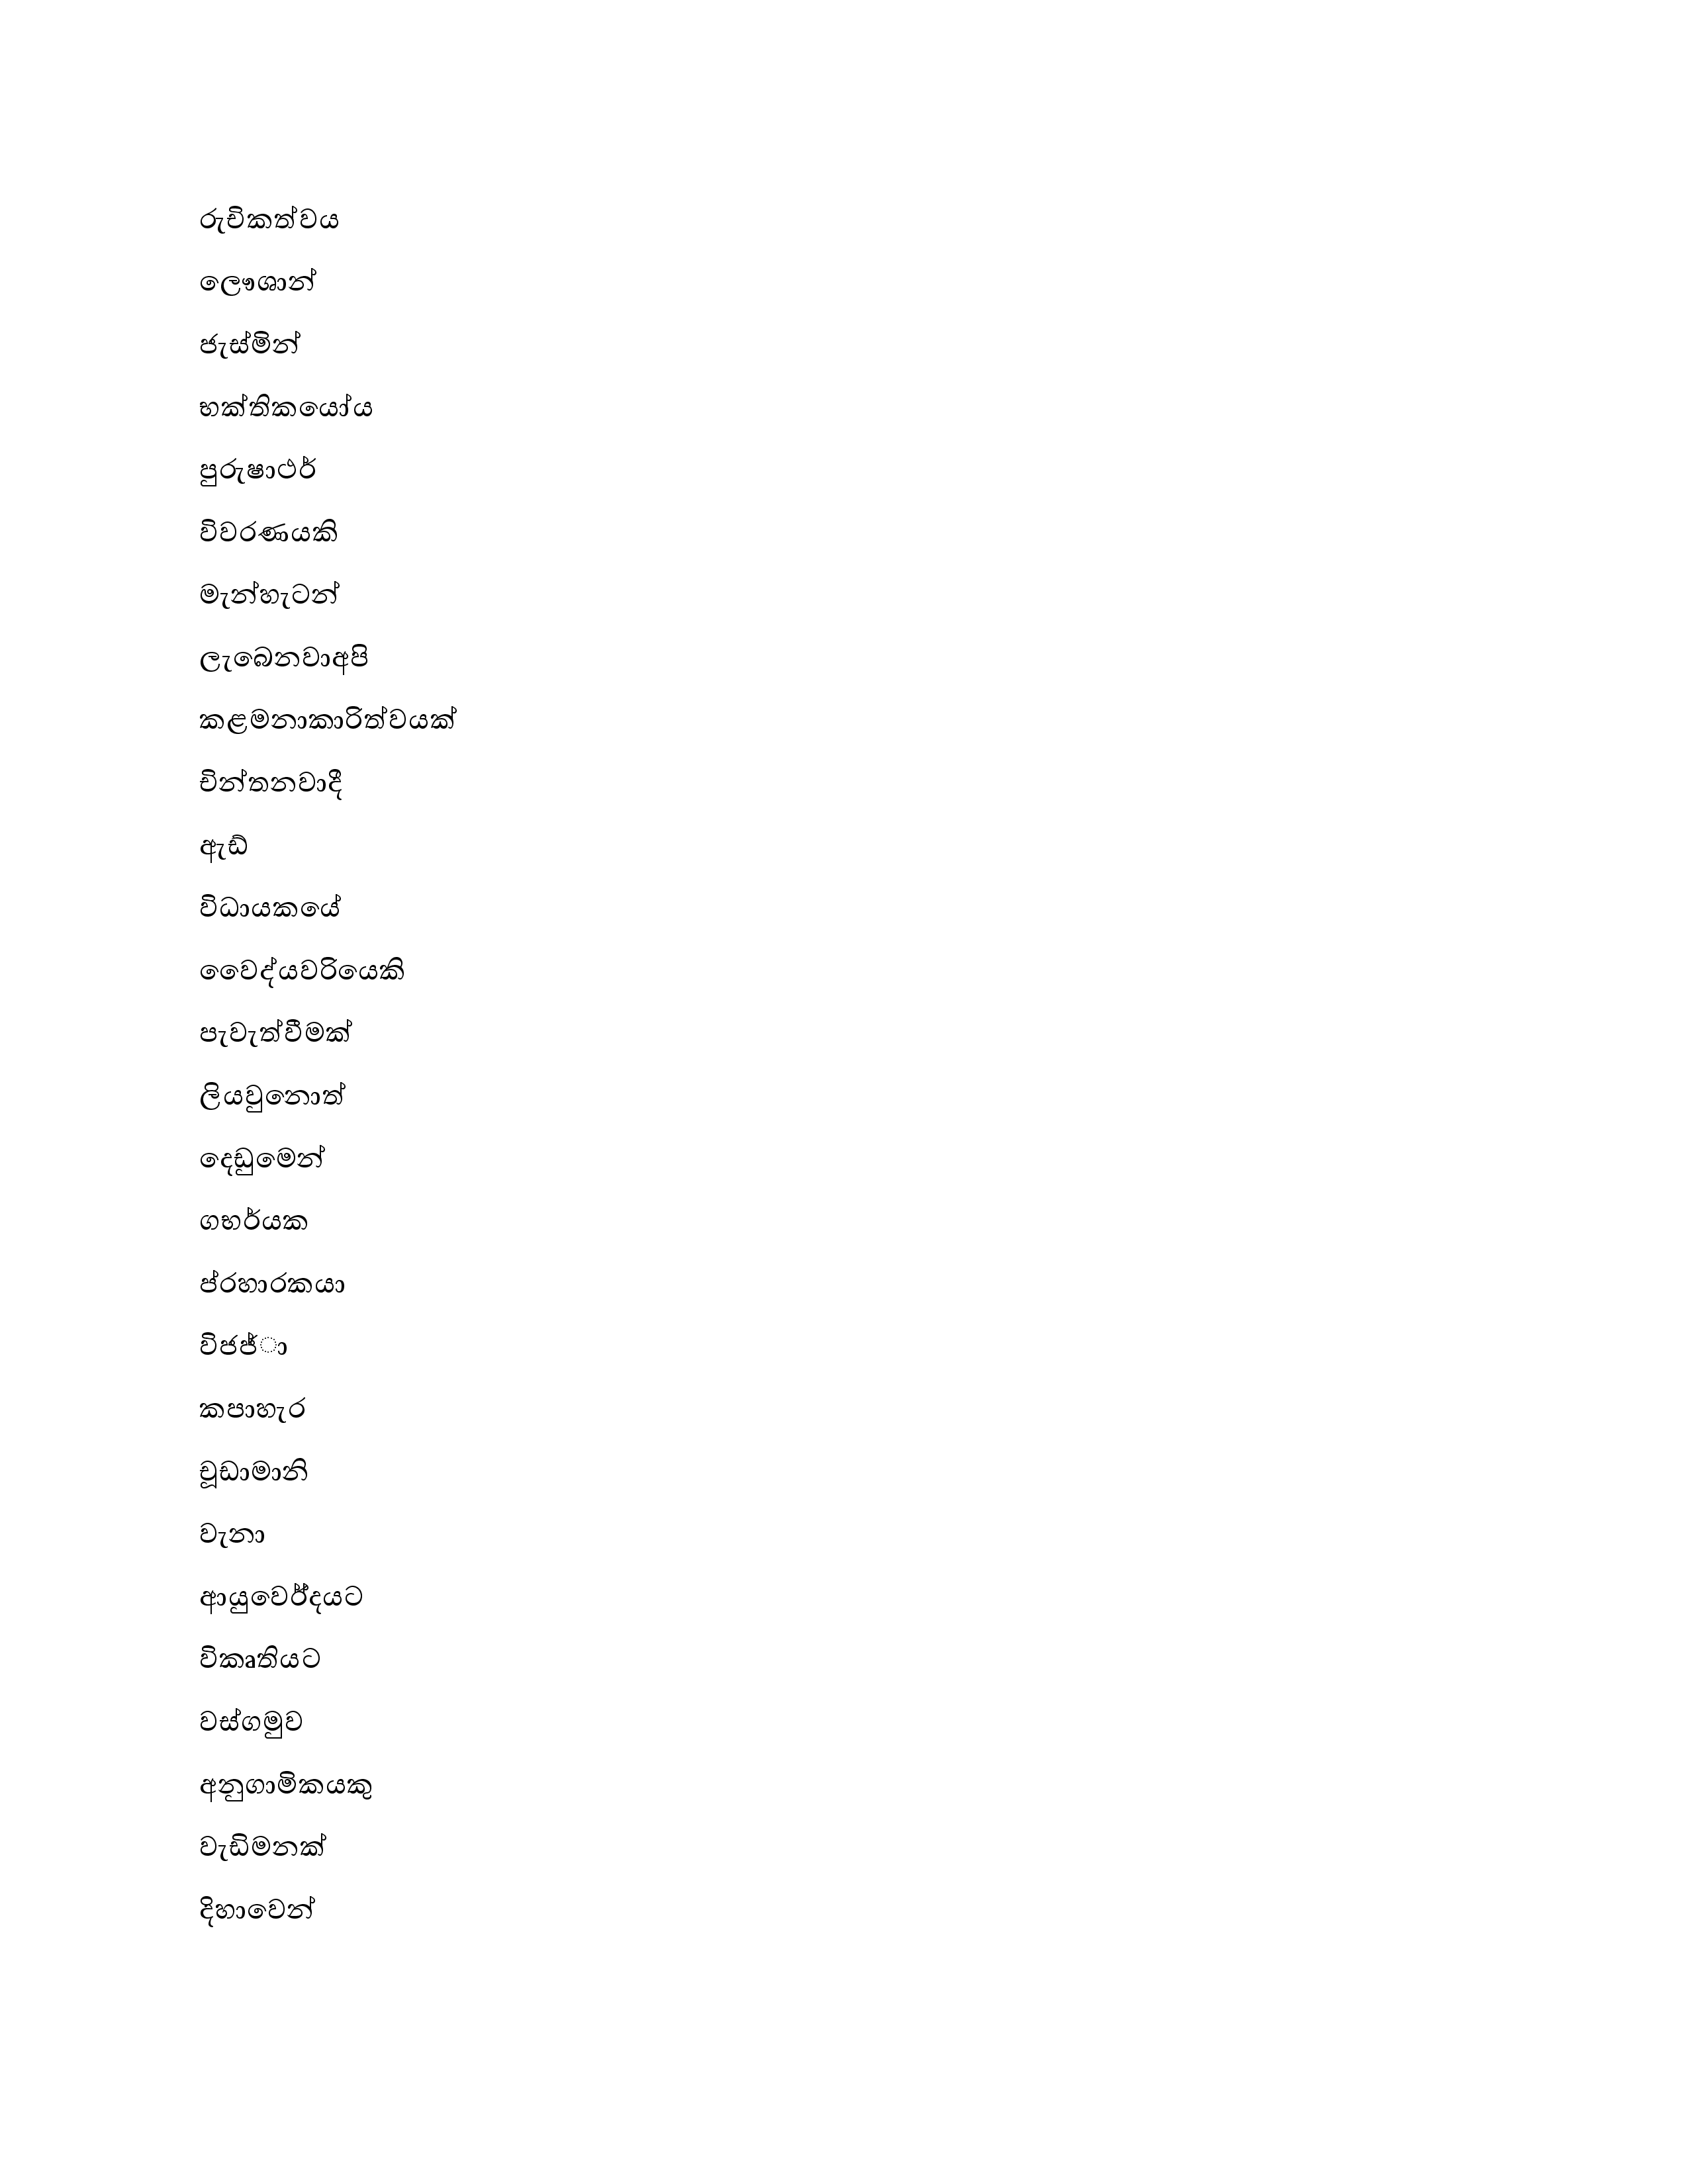 රුචිකත්වය
ලෞශාන්
ජැස්මින්
භක්තිකයෝය
පුරුෂාථර්
විවරණයකි
මැන්හැටන්
ලැබෙනවාඅපි
කළමනාකාරිත්වයක්
චින්තනවාදී
ඇඩ්
විධායකයේ
වෛද්යවරියෙකි
පැවැත්වීමක්
ලියවුනොත්
දෙඩුමෙන්
ගභර්යක
ප්රහාරකයා
විජජ්ා
කපාහැර
චූඩාමානි
වැනා
ආයුවෙර්දයට
විකෘතියට
වස්ගමුව
අනුගාමිකයකු
වැඩිමනක්
දිහාවෙන්